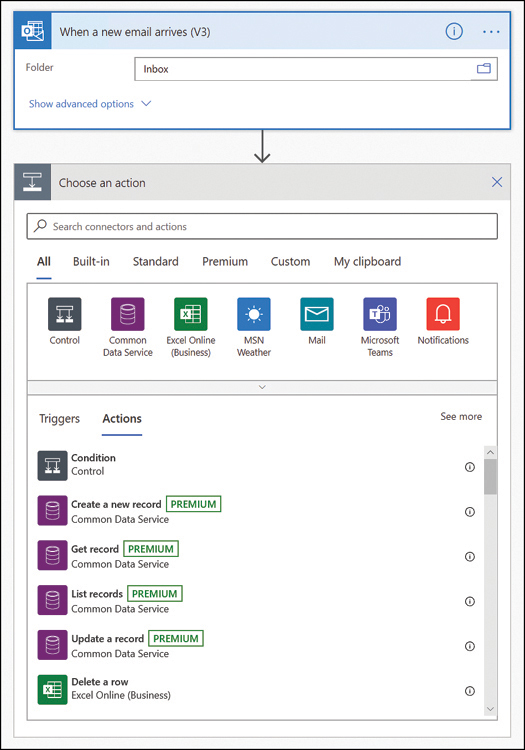 When a new email arrives (V3)
Folder
Inbox
Show advanced options
Choose an action
Search connectors and actions
All Built-in Standard Premium Custom My clipboard
Control
Common Data Service
Excel Online (Business)
MSN Weather
Mail
Microsoft Teams
Notifications
Triggers Actions See more
Condition
Control
Create a new record PREMIUM
Common Data Service
Get record PREMIUM
Common Data Service
List records PREMIUM
Common Data Service
Update a record PREMIUM
Common Data Service
Delete a row
Excel Online (Business)